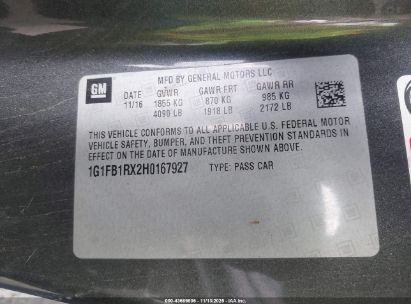 GM
MFD BY GENERAL MOTORS LLC
DATE GVWR GAWR FRT GAWR RR
11/16 1855 KG 870 KG 985 KG
4090 LB 1918 LB 2172 LB
THIS VEHICLE CONFORMS TO ALL APPLICABLE U.S. FEDERAL MOTOR
VEHICLE SAFETY, BUMPER, AND THEFT PREVENTION STANDARDS
IN EFFECT ON THE DATE OF MANUFACTURE SHOWN ABOVE.
1G1FB1RX2H0167927 TYPE: PASS CAR